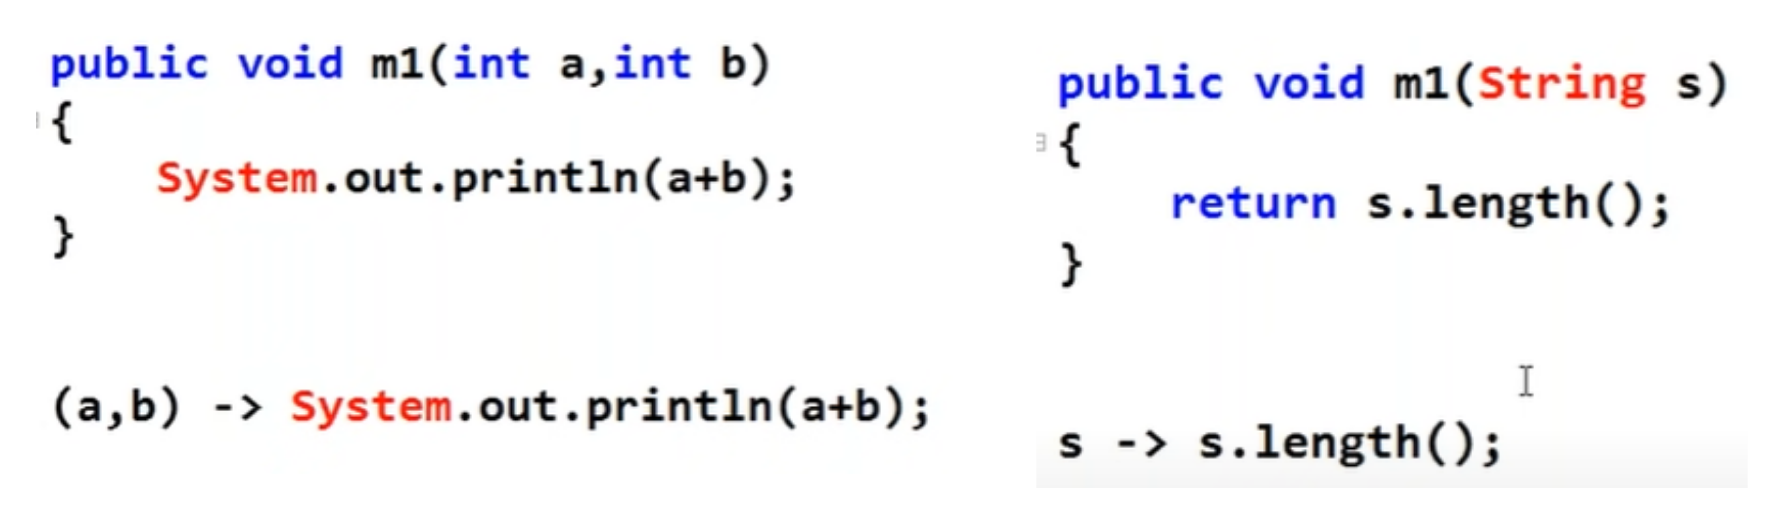 public void m1(int a,int b)
{
    System.out.println(a+b);
}
(a,b) -> System.out.println(a+b);
public void m1(String s)
{
    return s.length();
}
s -> s.length();